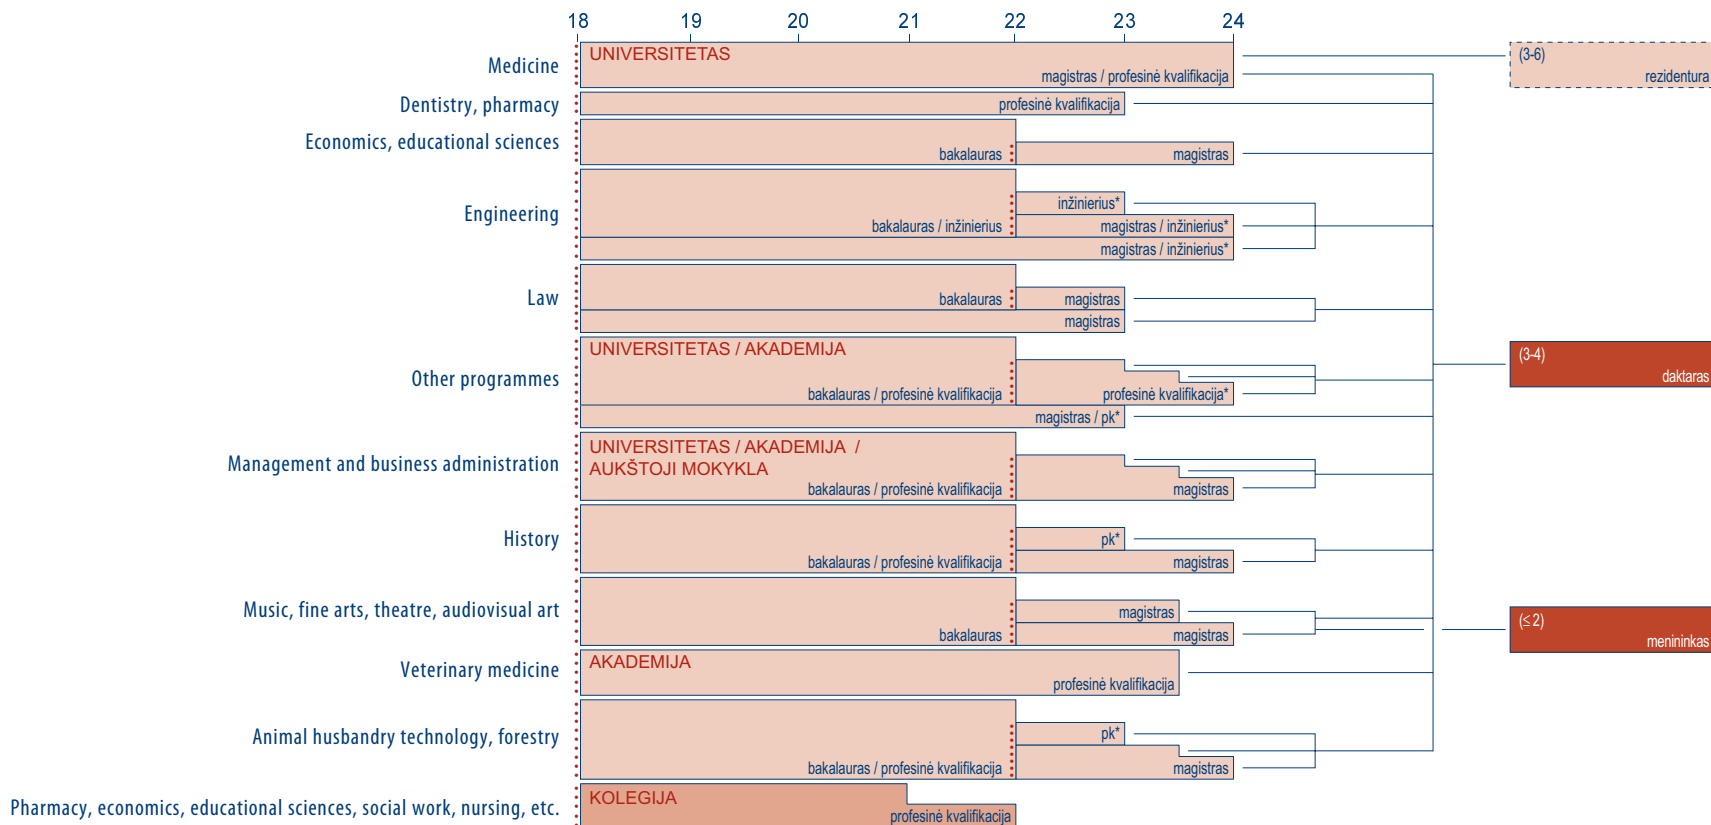 18 19 20 21 22 23 24
Medicine
UNIVERSITETAS
magistras / profesinė kvalifikacija
(3-6)
rezidentura
Dentistry, pharmacy
profesinė kvalifikacija
Economics, educational sciences
bakalauras
magistras
Engineering
inžinierius*
bakalauras / inžinierius
magistras / inžinierius*
magistras / inžinierius*
Law
bakalauras
magistras
magistras
Other programmes
UNIVERSITETAS / AKADEMIJA
bakalauras / profesinė kvalifikacija
profesinė kvalifikacija*
magistras / pk*
(3-4)
daktaras
Management and business administration
UNIVERSITETAS / AKADEMIJA /
AUKŠTOJI MOKYKLA
bakalauras / profesinė kvalifikacija
magistras
History
pk*
bakalauras / profesinė kvalifikacija
magistras
Music, fine arts, theatre, audiovisual art
magistras
bakalauras
magistras
(≤ 2)
menininkas
Veterinary medicine
AKADEMIJA
profesinė kvalifikacija
Animal husbandry technology, forestry
pk*
bakalauras / profesinė kvalifikacija
magistras
Pharmacy, economics, educational sciences, social work, nursing, etc.
KOLEGIJA
profesinė kvalifikacija